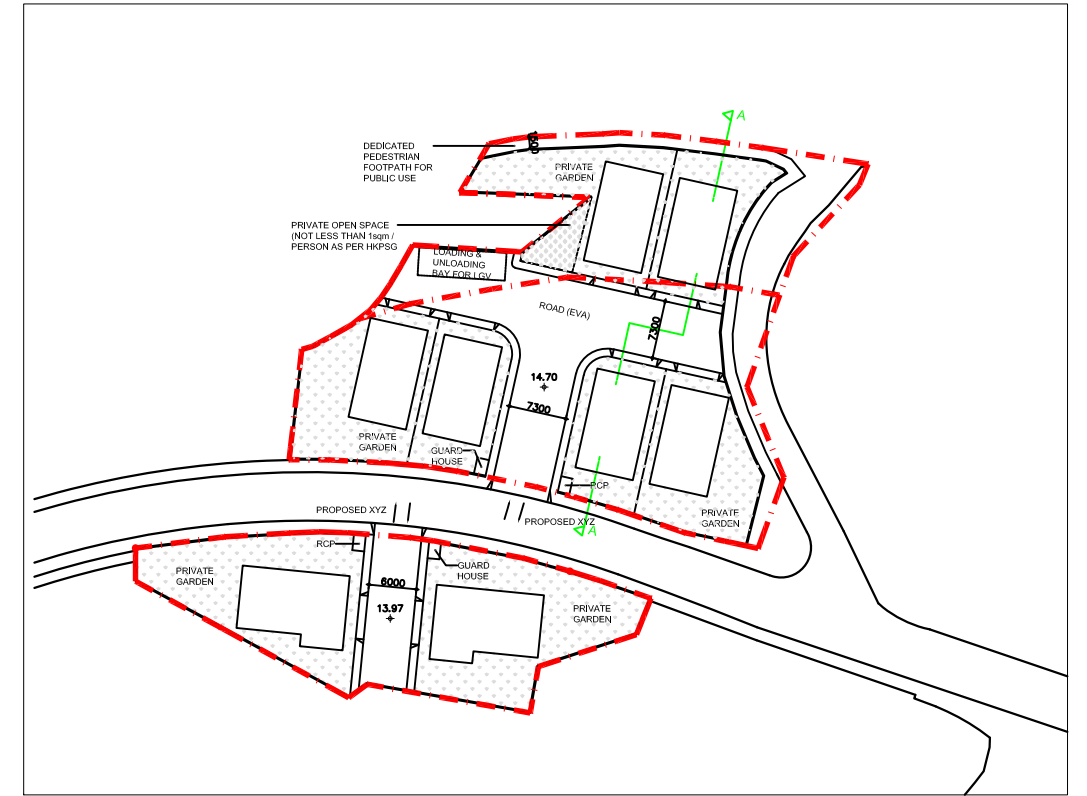 A
1500
DEDICATED
PEDESTRIAN
FOOTPATH FOR
PUBLIC USE
PRIVATE
GARDEN
PRIVATE OPEN SPACE
(NOT LESS THAN 1sqm /
PERSON AS PER HKPSG
LOADING &
UNLOADING
BAY FOR LGV
ROAD (EVA)
7300
14.70
7300
PRIVATE
GARDEN
GUARD
HOUSE
RCP
PROPOSED XYZ
PROPOSED XYZ
PRIVATE
GARDEN
A
RCP
GUARD
HOUSE
PRIVATE
GARDEN
6000
13.97
PRIVATE
GARDEN